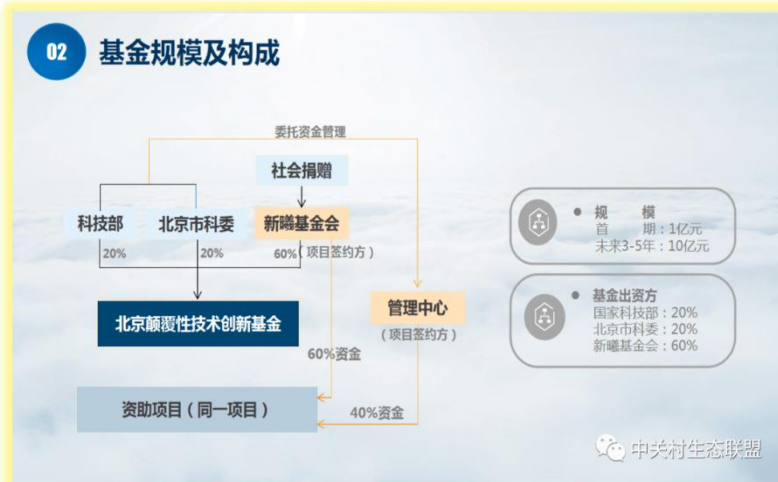 02 基金规模及构成
委托资金管理
社会捐赠
科技部
北京市科委
新曦基金会
20%
20%
60%(项目签约方)
北京颠覆性技术创新基金
管理中心
(项目签约方)
60%资金
资助项目(同一项目)
40%资金
规 模
首 期：1亿元
未来3-5年：10亿元
基金出资方
国家科技部：20%
北京市科委：20%
新曦基金会：60%
中关村生态联盟